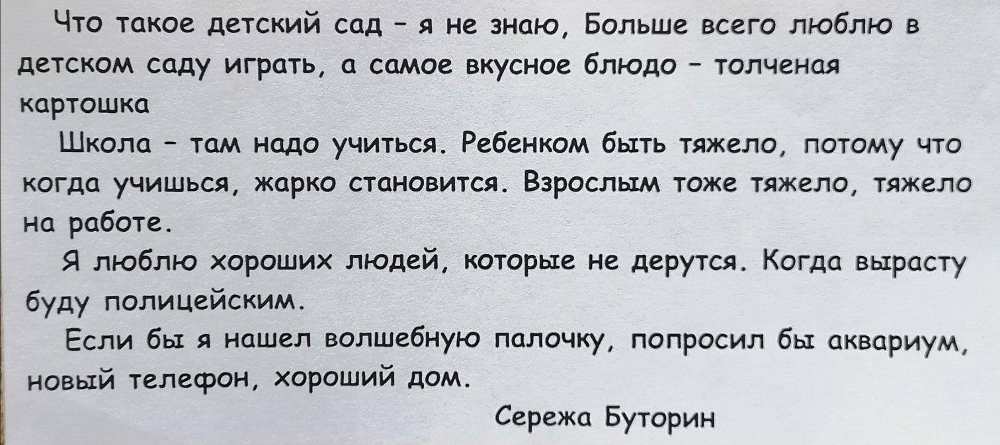 Что такое детский сад - я не знаю, Больше всего люблю в
детском саду играть, а самое вкусное блюдо - толченая
картошка
Школа - там надо учиться. Ребенком быть тяжело, потому что
когда учишься, жарко становится. Взрослым тоже тяжело, тяжело
на работе.
Я люблю хороших людей, которые не дерутся. Когда вырасту
буду полицейским.
Если бы я нашел волшебную палочку, попросил бы аквариум,
новый телефон, хороший дом.
Сережа Буторин